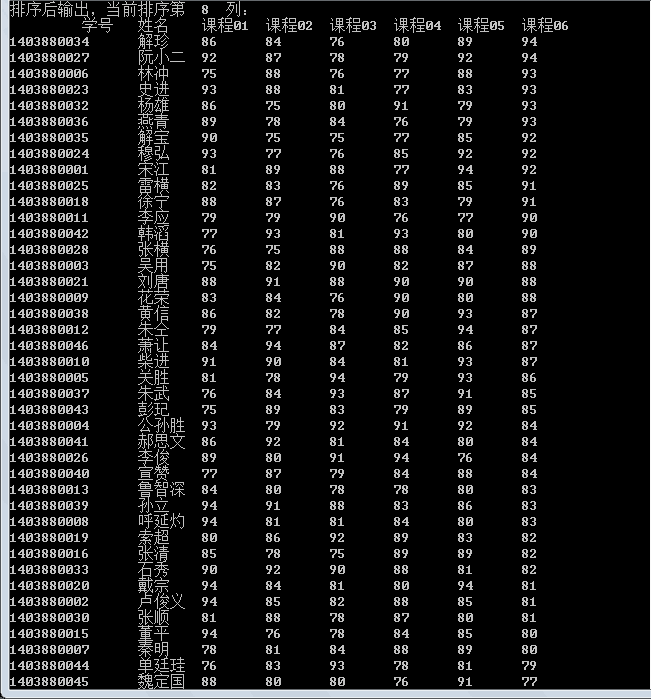 排序后输出，当前排序第  8  列：
学号 姓名 课程01 课程02 课程03 课程04 课程05 课程06
1403880034 解珍 86 84 76 80 89 94
1403880027 阮小二 92 87 78 79 92 94
1403880006 林冲 75 88 76 77 88 93
1403880023 史进 93 88 81 77 83 93
1403880032 杨雄 86 75 80 91 79 93
1403880036 燕青 89 78 84 76 79 93
1403880035 解宝 90 75 75 77 85 92
1403880024 穆弘 93 77 76 85 92 92
1403880001 宋江 81 89 88 77 94 92
1403880025 雷横 82 83 76 89 85 91
1403880018 徐宁 88 87 76 83 79 91
1403880011 李应 79 79 90 76 77 90
1403880042 韩滔 77 93 81 93 80 90
1403880028 张横 76 75 88 88 84 89
1403880003 吴用 75 82 90 82 87 88
1403880021 刘唐 88 91 88 90 90 88
1403880009 花荣 83 84 76 90 80 88
1403880038 黄信 86 82 78 90 93 87
1403880012 朱仝 79 77 84 85 94 87
1403880046 萧让 84 94 87 82 86 87
1403880010 柴进 91 90 84 81 93 87
1403880005 关胜 81 78 94 79 93 86
1403880037 朱武 76 84 93 87 91 85
1403880043 彭玘 75 89 83 79 89 85
1403880004 公孙胜 93 79 92 91 92 84
1403880041 郝思文 86 92 81 84 80 84
1403880026 李俊 89 80 91 94 76 84
1403880040 宣赞 77 87 79 84 88 84
1403880013 鲁智深 84 80 78 78 80 83
1403880039 孙立 94 91 88 83 86 83
1403880008 呼延灼 94 81 81 84 80 83
1403880019 索超 80 86 92 89 83 82
1403880016 张清 85 78 75 89 89 82
1403880033 石秀 90 92 90 88 81 82
1403880020 戴宗 94 84 81 80 94 81
1403880002 卢俊义 94 85 82 88 85 81
1403880030 张顺 81 88 78 87 80 81
1403880015 董平 94 76 78 84 85 80
1403880007 秦明 78 81 84 88 89 80
1403880044 单廷珪 76 83 93 78 81 79
1403880045 魏定国 88 80 80 76 91 77